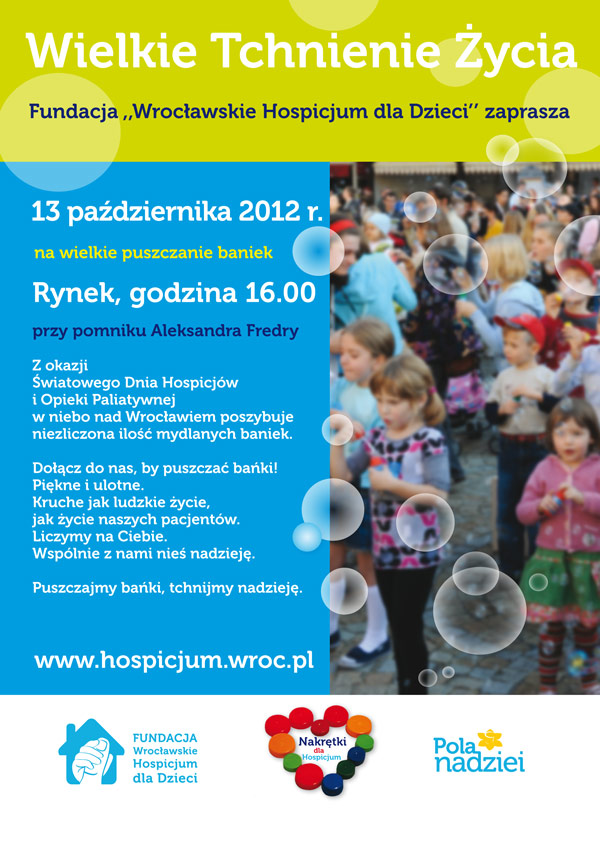 Wielkie Tchnienie Życia
Fundacja ,,Wrocławskie Hospicjum dla Dzieci’’ zaprasza
13 października 2012 r.
na wielkie puszczanie baniek
Rynek, godzina 16.00
przy pomniku Aleksandra Fredry
Z okazji
Światowego Dnia Hospicjów
i Opieki Paliatywnej
w niebo nad Wrocławiem poszybuje
niezliczona ilość mydlanych baniek.
Dołącz do nas, by puszczać bańki!
Piękne i ulotne.
Kruche jak ludzkie życie,
jak życie naszych pacjentów.
Liczymy na Ciebie.
Wspólnie z nami nieś nadzieję.
Puszczajmy bańki, tchnijmy nadzieję.
www.hospicjum.wroc.pl
FUNDACJA
Wrocławskie
Hospicjum
dla Dzieci
Nakrętki
dla
Hospicjum
Pola
nadziei